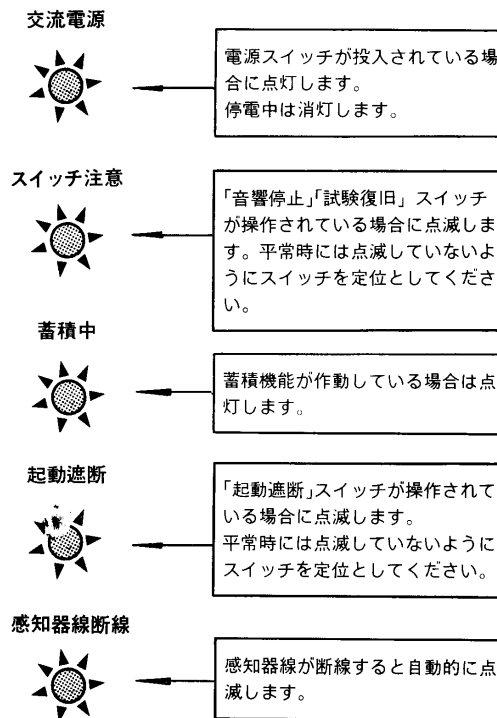 交流電源
電源スイッチが投入されている場
合に点灯します。
停電中は消灯します。
スイッチ注意
「音響停止」「試験復旧」スイッチ
が操作されている場合に点滅しま
す。平常時には点滅していないよ
うにスイッチを定位としてくださ
い。
蓄積中
蓄積機能が作動している場合は点
灯します。
起動遮断
「起動遮断」スイッチが操作されて
いる場合に点滅します。
平常時には点滅していないように
スイッチを定位としてください。
感知器線断線
感知器線が断線すると自動的に点
滅します。